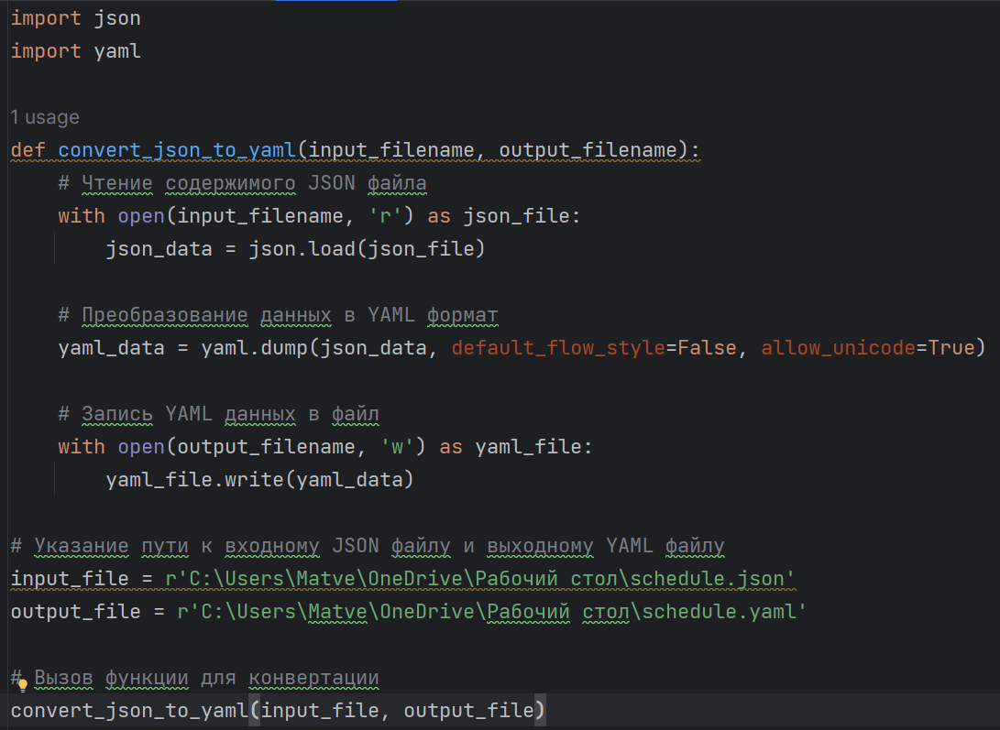 import json
import yaml
1 usage
def convert_json_to_yaml(input_filename, output_filename):
    # Чтение содержимого JSON файла
    with open(input_filename, 'r') as json_file:
        json_data = json.load(json_file)
    # Преобразование данных в YAML формат
    yaml_data = yaml.dump(json_data, default_flow_style=False, allow_unicode=True)
    # Запись YAML данных в файл
    with open(output_filename, 'w') as yaml_file:
        yaml_file.write(yaml_data)
# Указание пути к входному JSON файлу и выходному YAML файлу
input_file = r'C:\Users\Matve\OneDrive\Рабочий стол\schedule.json'
output_file = r'C:\Users\Matve\OneDrive\Рабочий стол\schedule.yaml'
# Вызов функции для конвертации
convert_json_to_yaml(input_file, output_file)